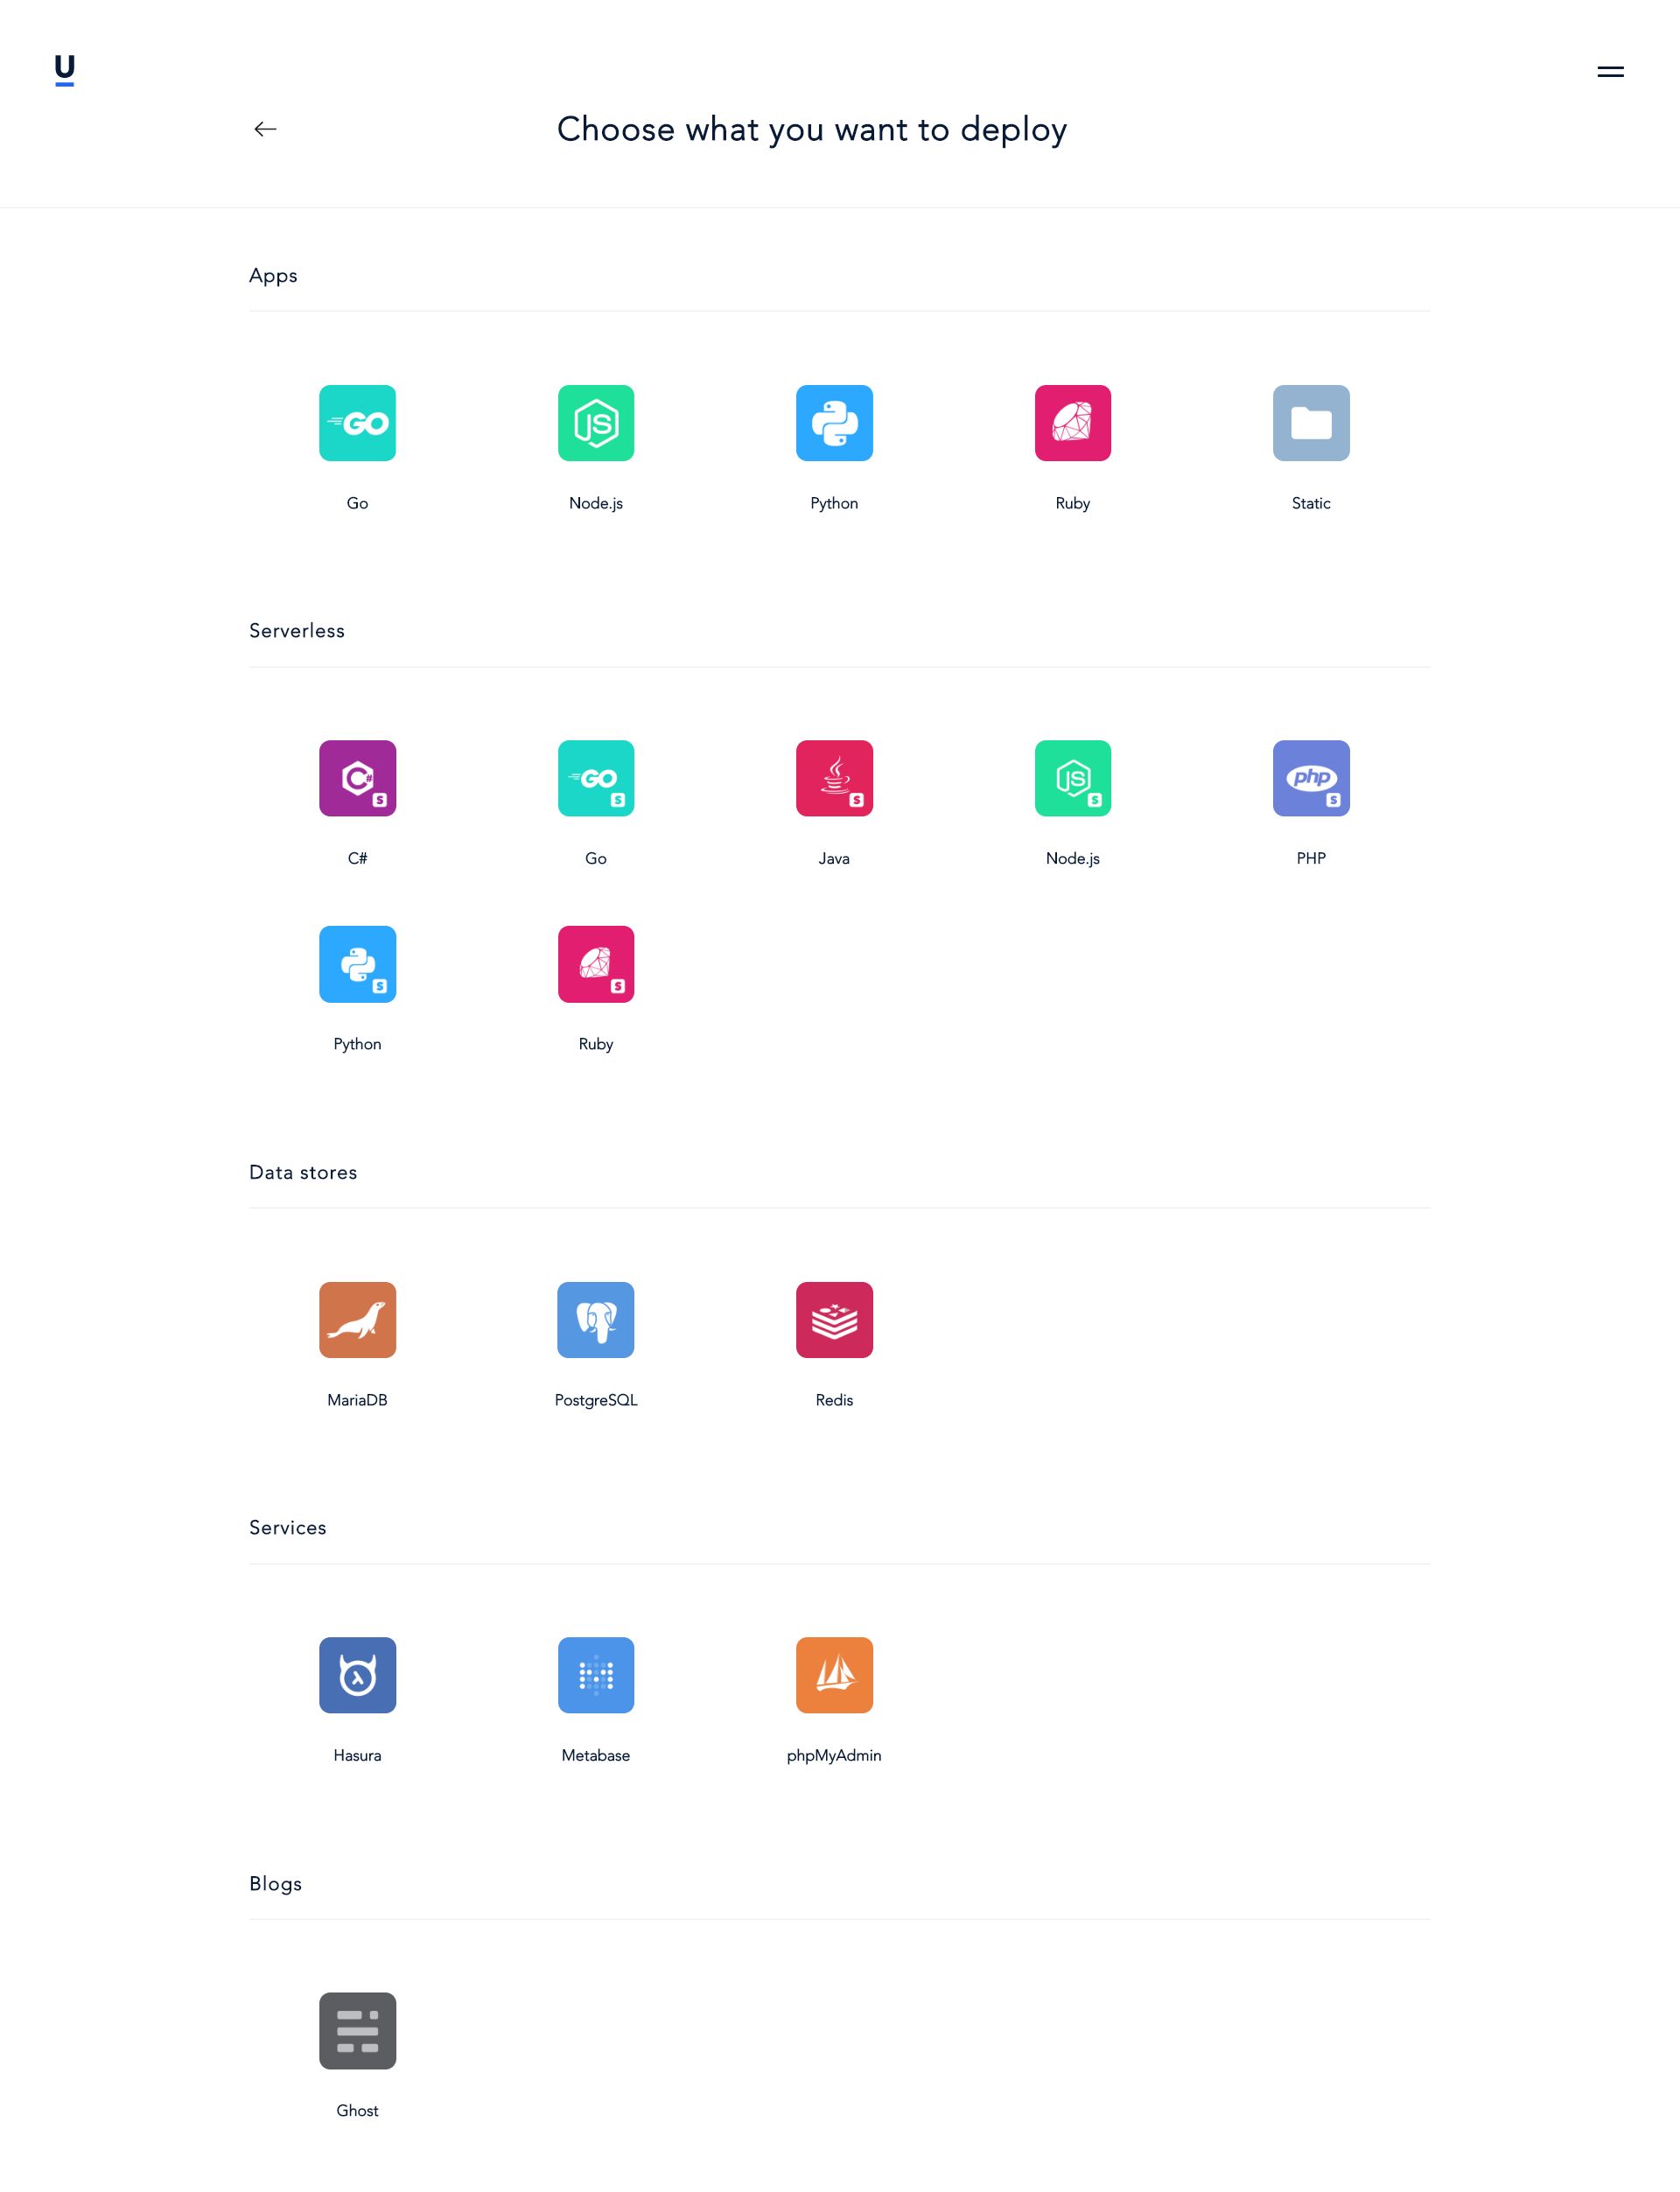 U
Choose what you want to deploy
Apps
GO JS
Go Node.js Python Ruby Static
Serverless
C# S GO S S JS S php S
C# Go Java Node.js PHP
S S
Python Ruby
Data stores
MariaDB PostgreSQL Redis
Services
Hasura Metabase phpMyAdmin
Blogs
Ghost